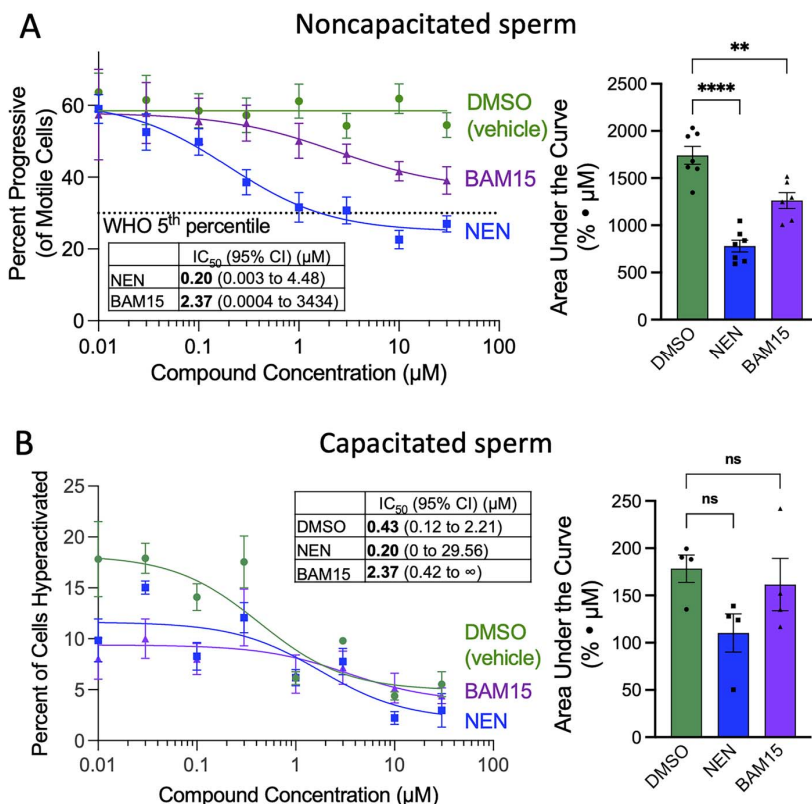 A
Noncapacitated sperm
Percent Progressive
(of Motile Cells)
60
40
20
0
DMSO
(vehicle)
BAM15
NEN
WHO 5th percentile
IC50 (95% CI) (µM)
NEN 0.20 (0.003 to 4.48)
BAM15 2.37 (0.0004 to 3434)
0.01 0.1 1 10 100
Compound Concentration (µM)
Area Under the Curve
(% • µM)
2500
2000
1500
1000
500
0
**
****
DMSO NEN BAM15
B
Capacitated sperm
Percent of Cells Hyperactivated
25
20
15
10
5
0
IC50 (95% CI) (µM)
DMSO 0.43 (0.12 to 2.21)
NEN 0.20 (0 to 29.56)
BAM15 2.37 (0.42 to ∞)
DMSO
(vehicle)
BAM15
NEN
0.01 0.1 1 10 100
Compound Concentration (µM)
Area Under the Curve
(% • µM)
250
200
150
100
50
0
ns
ns
DMSO NEN BAM15